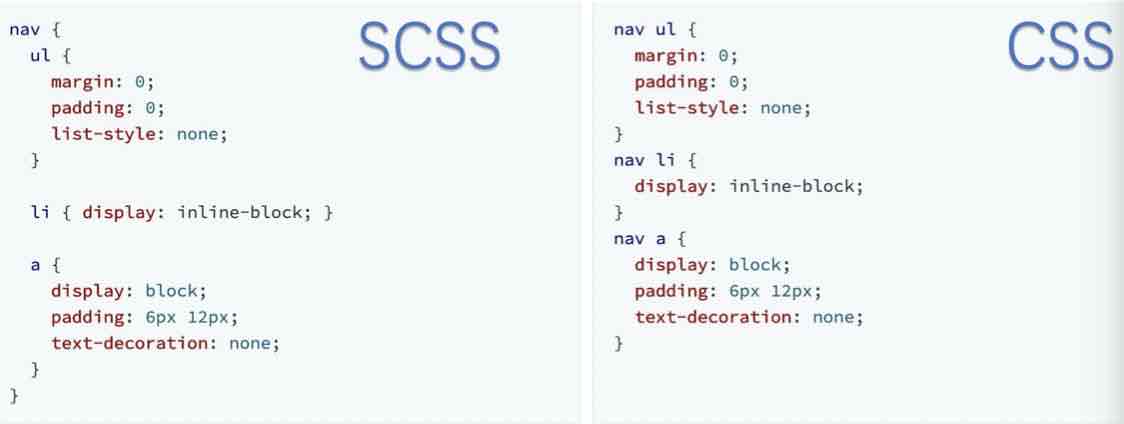 SCSS
nav {
  ul {
    margin: 0;
    padding: 0;
    list-style: none;
  }

  li { display: inline-block; }

  a {
    display: block;
    padding: 6px 12px;
    text-decoration: none;
  }
}
CSS
nav ul {
  margin: 0;
  padding: 0;
  list-style: none;
}
nav li {
  display: inline-block;
}
nav a {
  display: block;
  padding: 6px 12px;
  text-decoration: none;
}